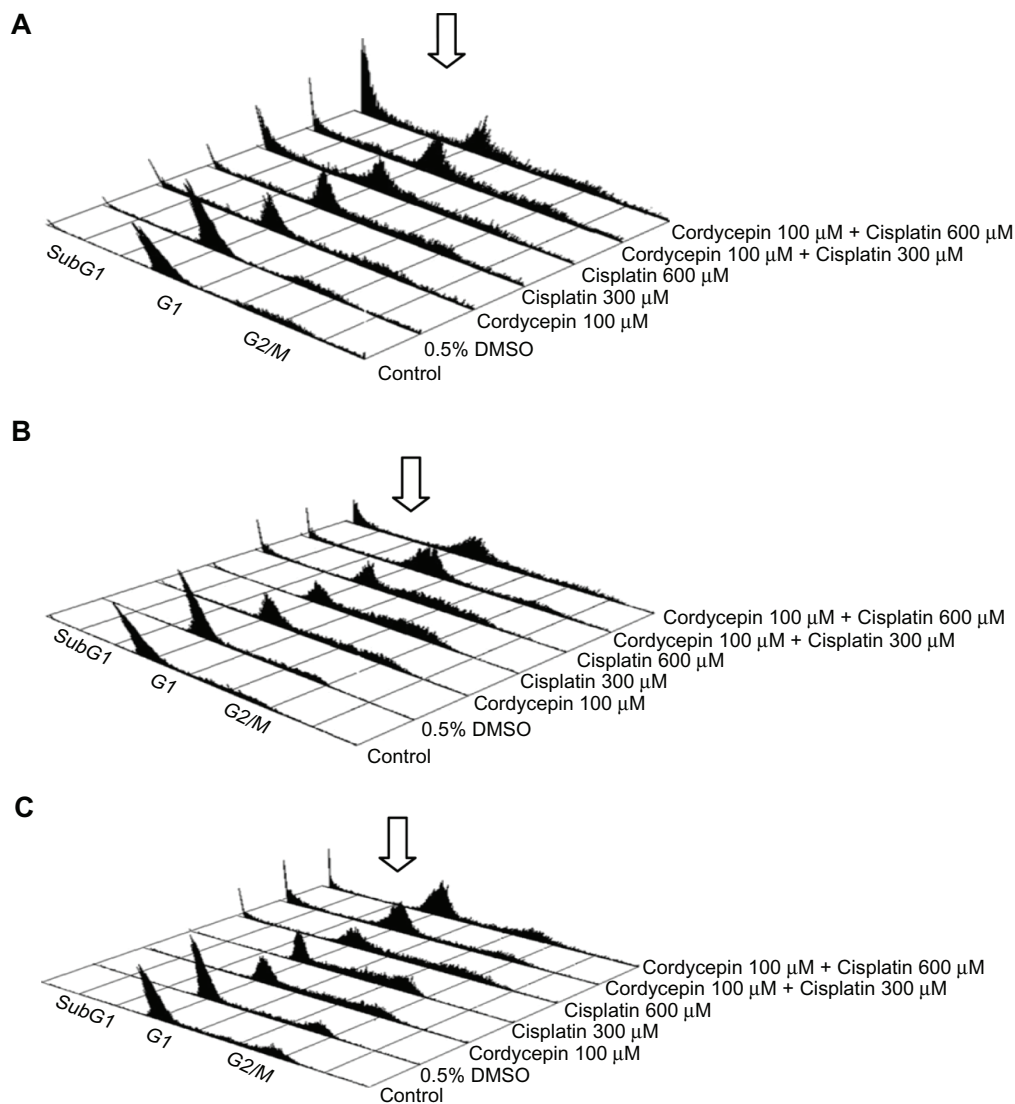 A
SubG1
G1
G2/M
Cordycepin 100 μM + Cisplatin 600 μM
Cordycepin 100 μM + Cisplatin 300 μM
Cisplatin 600 μM
Cisplatin 300 μM
Cordycepin 100 μM
0.5% DMSO
Control
B
SubG1
G1
G2/M
Cordycepin 100 μM + Cisplatin 600 μM
Cordycepin 100 μM + Cisplatin 300 μM
Cisplatin 600 μM
Cisplatin 300 μM
Cordycepin 100 μM
0.5% DMSO
Control
C
SubG1
G1
G2/M
Cordycepin 100 μM + Cisplatin 600 μM
Cordycepin 100 μM + Cisplatin 300 μM
Cisplatin 600 μM
Cisplatin 300 μM
Cordycepin 100 μM
0.5% DMSO
Control